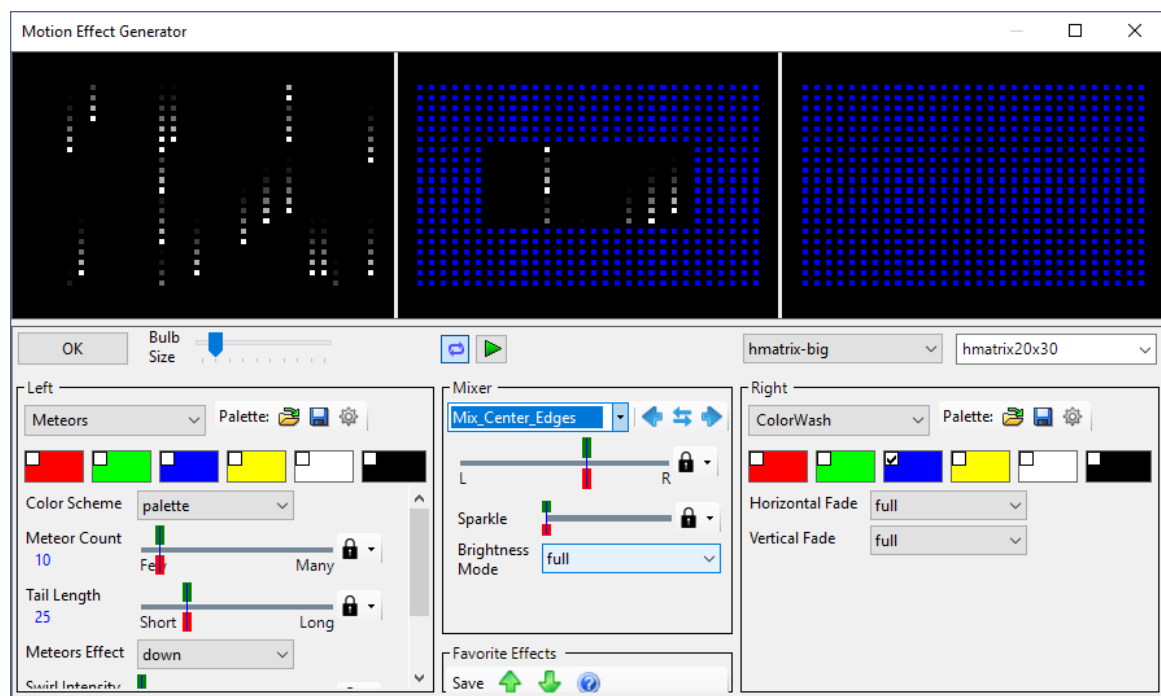 Motion Effect Generator
OK
Bulb
Size
hmatrix-big
hmatrix20x30
Left
Meteors
Palette:
Color Scheme
palette
Meteor Count
10
Few
Many
Tail Length
25
Short
Long
Meteors Effect
down
Swirl Intensity
Mixer
Mix_Center_Edges
L
R
Sparkle
Brightness
Mode
full
Favorite Effects
Save
Right
ColorWash
Palette:
Horizontal Fade
full
Vertical Fade
full